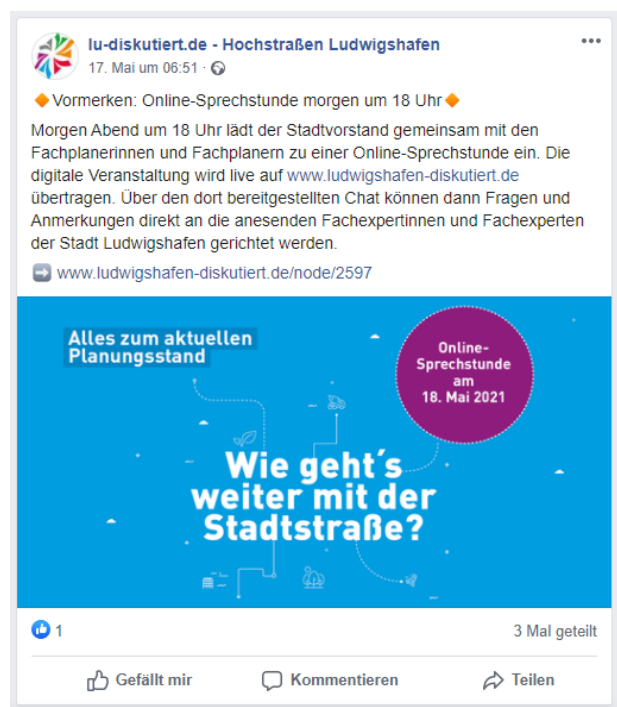 lu-diskutiert.de - Hochstraßen Ludwigshafen
17. Mai um 06:51 ·
Vormerken: Online-Sprechstunde morgen um 18 Uhr
Morgen Abend um 18 Uhr lädt der Stadtvorstand gemeinsam mit den
Fachplanerinnen und Fachplanern zu einer Online-Sprechstunde ein. Die
digitale Veranstaltung wird live auf www.ludwigshafen-diskutiert.de
übertragen. Über den dort bereitgestellten Chat können dann Fragen und
Anmerkungen direkt an die anesenden Fachexpertinnen und Fachexperten
der Stadt Ludwigshafen gerichtet werden.
www.ludwigshafen-diskutiert.de/node/2597
Alles zum aktuellen
Planungsstand
Online-
Sprechstunde
am
18. Mai 2021
Wie geht´s
weiter mit der
Stadtstraße?
1
3 Mal geteilt
Gefällt mir
Kommentieren
Teilen